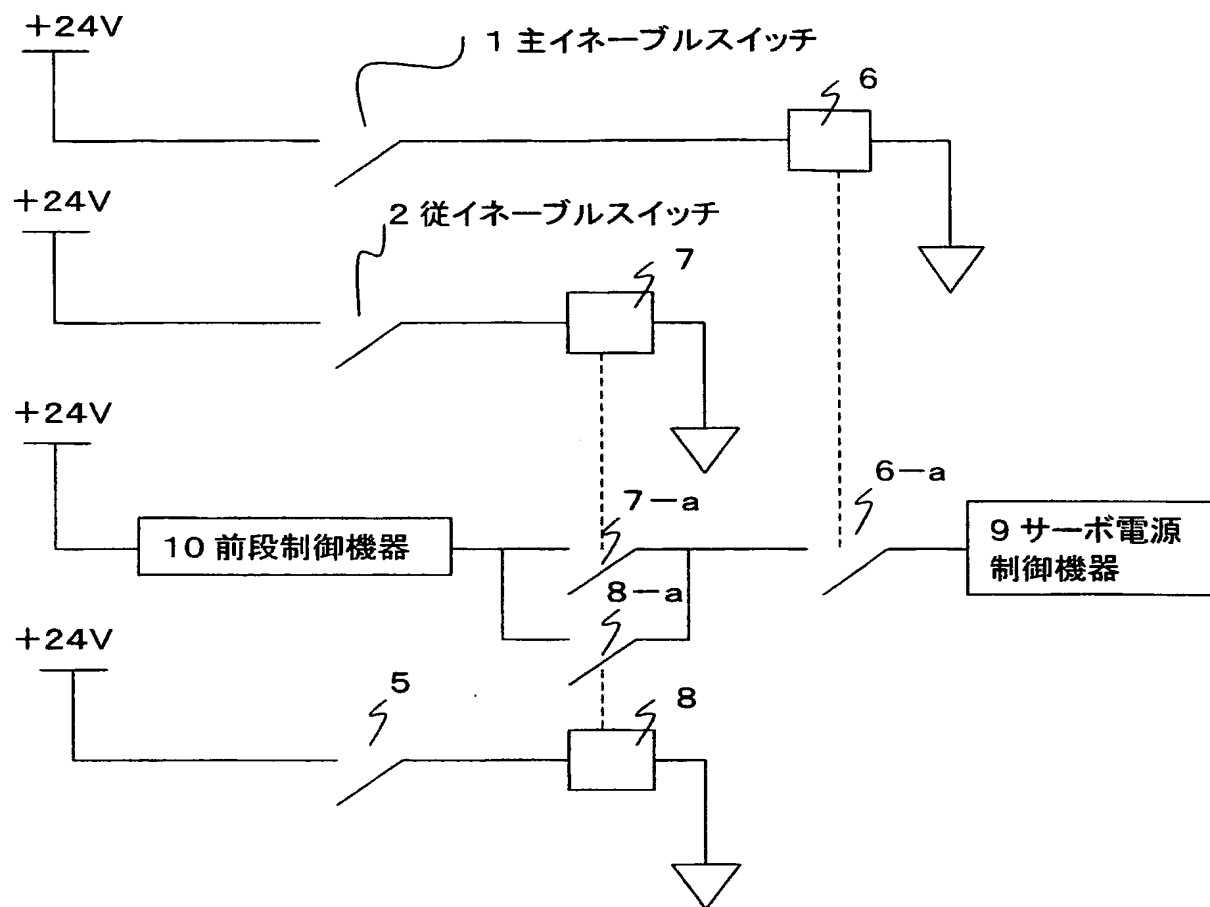 +24V
1 主イネーブルスイッチ
6
+24V
2 従イネーブルスイッチ
7
+24V
7-a
6-a
10 前段制御機器
9 サーボ電源
制御機器
8-a
+24V
5
8